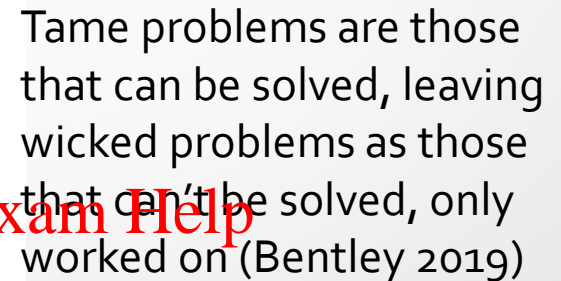 Tame problems are those
that can be solved, leaving
wicked problems as those
that can't be solved, only
xam Help
worked on (Bentley 2019)